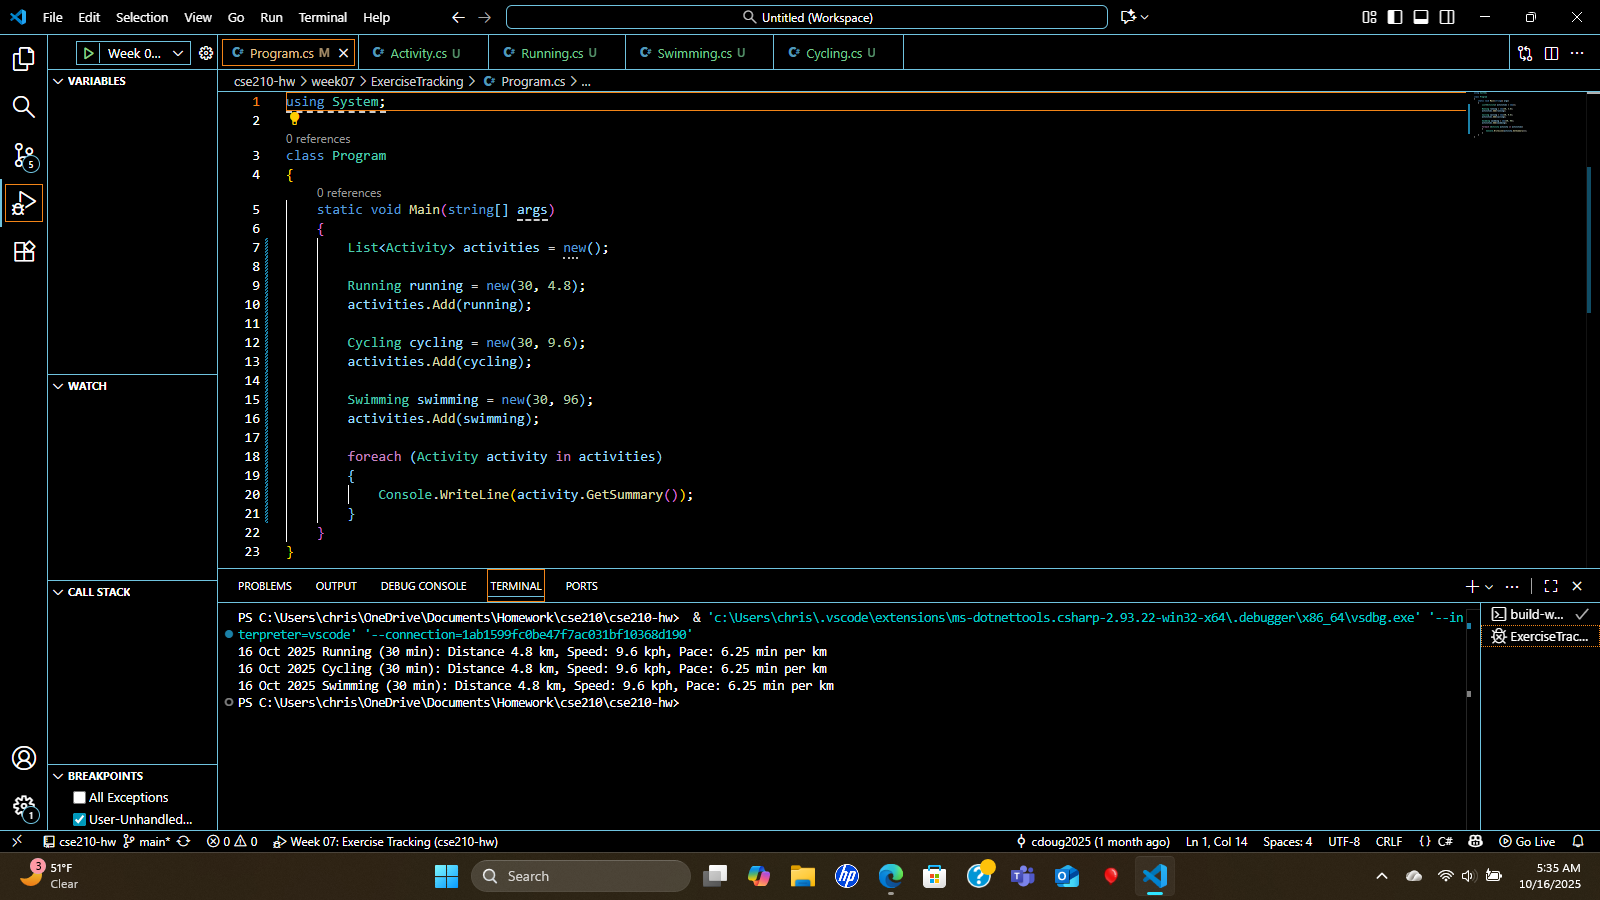 File Edit Selection View Go Run Terminal Help Untitled (Workspace)
Week 0... Program.cs M Activity.cs U Running.cs U Swimming.cs U Cycling.cs U
VARIABLES
cse210-hw > week07 > ExerciseTracking > Program.cs > ...
1 using System;
2
0 references
3 class Program
4 {
0 references
5 static void Main(string[] args)
6 {
7 List<Activity> activities = new();
8
9 Running running = new(30, 4.8);
10 activities.Add(running);
11
12 Cycling cycling = new(30, 9.6);
13 activities.Add(cycling);
14
15 Swimming swimming = new(30, 96);
16 activities.Add(swimming);
17
18 foreach (Activity activity in activities)
19 {
20 Console.WriteLine(activity.GetSummary());
21 }
22 }
23 }
WATCH
CALL STACK
BREAKPOINTS
All Exceptions
User-Unhandled...
5
1
PROBLEMS OUTPUT DEBUG CONSOLE TERMINAL PORTS
PS C:\Users\chris\OneDrive\Documents\Homework\cse210\cse210-hw> & 'c:\Users\chris\.vscode\extensions\ms-dotnettools.csharp-2.93.22-win32-x64\.debugger\x86_64\vsdbg.exe' '--in
terpreter=vscode' '--connection=1ab1599fc0be47f7ac031bf10368d190'
16 Oct 2025 Running (30 min): Distance 4.8 km, Speed: 9.6 kph, Pace: 6.25 min per km
16 Oct 2025 Cycling (30 min): Distance 4.8 km, Speed: 9.6 kph, Pace: 6.25 min per km
16 Oct 2025 Swimming (30 min): Distance 4.8 km, Speed: 9.6 kph, Pace: 6.25 min per km
PS C:\Users\chris\OneDrive\Documents\Homework\cse210\cse210-hw>
build-w...
ExerciseTrac...
cse210-hw main* 0 0 Week 07: Exercise Tracking (cse210-hw) cdoug2025 (1 month ago) Ln 1, Col 14 Spaces: 4 UTF-8 CRLF {} C# Go Live
3
51°F
Clear
Search
5:35 AM
10/16/2025